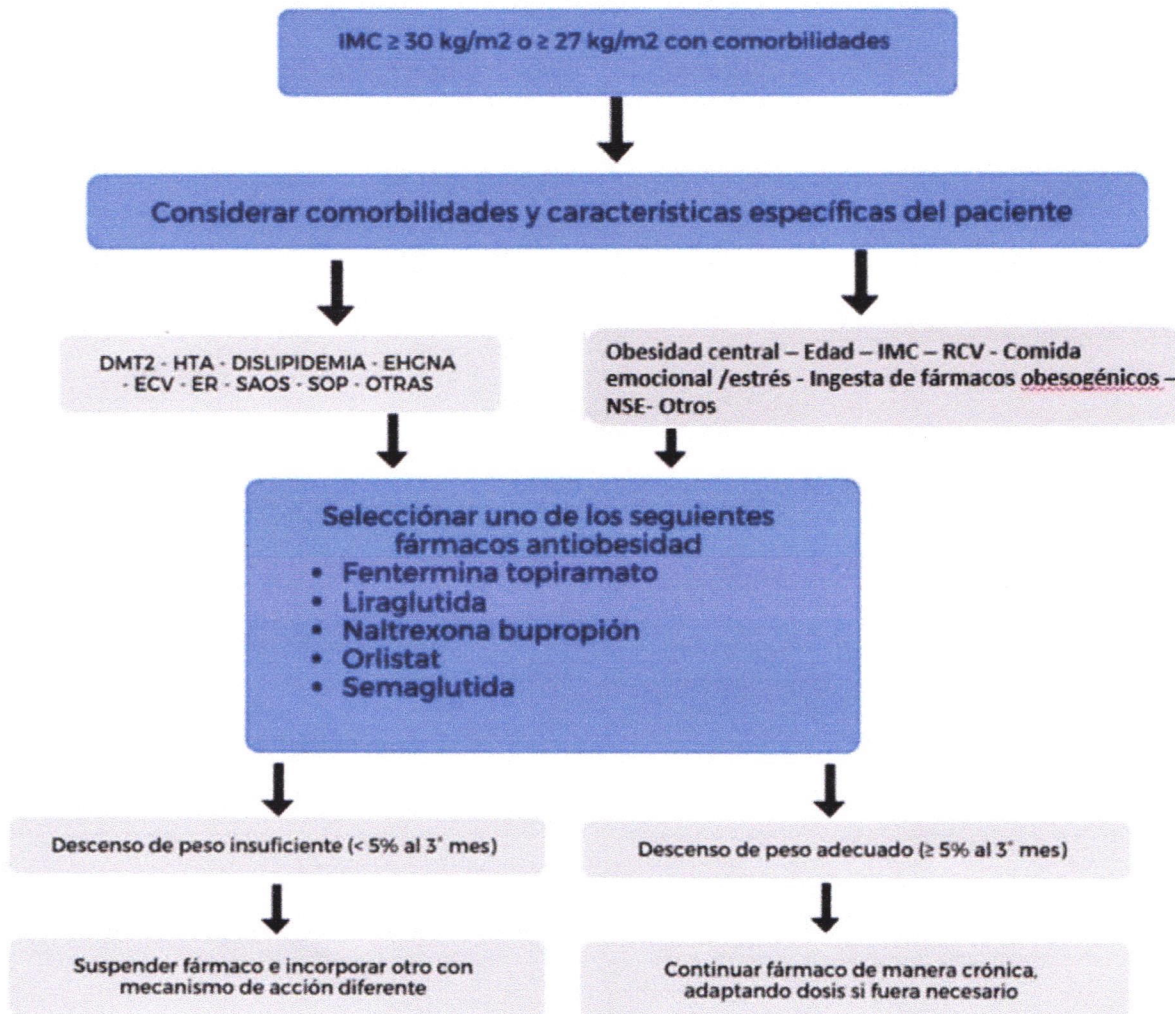 IMC ≥ 30 kg/m2 o ≥ 27 kg/m2 con comorbilidades
Considerar comorbilidades y características específicas del paciente
DMT2 - HTA - DISLIPIDEMIA - EHGNA
- ECV - ER - SAOS - SOP - OTRAS
Obesidad central – Edad – IMC – RCV - Comida
emocional /estrés - Ingesta de fármacos obesogénicos –
NSE- Otros
Selecciónar uno de los seguientes
fármacos antiobesidad
• Fentermina topiramato
• Liraglutida
• Naltrexona bupropión
• Orlistat
• Semaglutida
Descenso de peso insuficiente (< 5% al 3° mes)
Descenso de peso adecuado (≥ 5% al 3° mes)
Suspender fármaco e incorporar otro con
mecanismo de acción diferente
Continuar fármaco de manera crónica,
adaptando dosis si fuera necesario